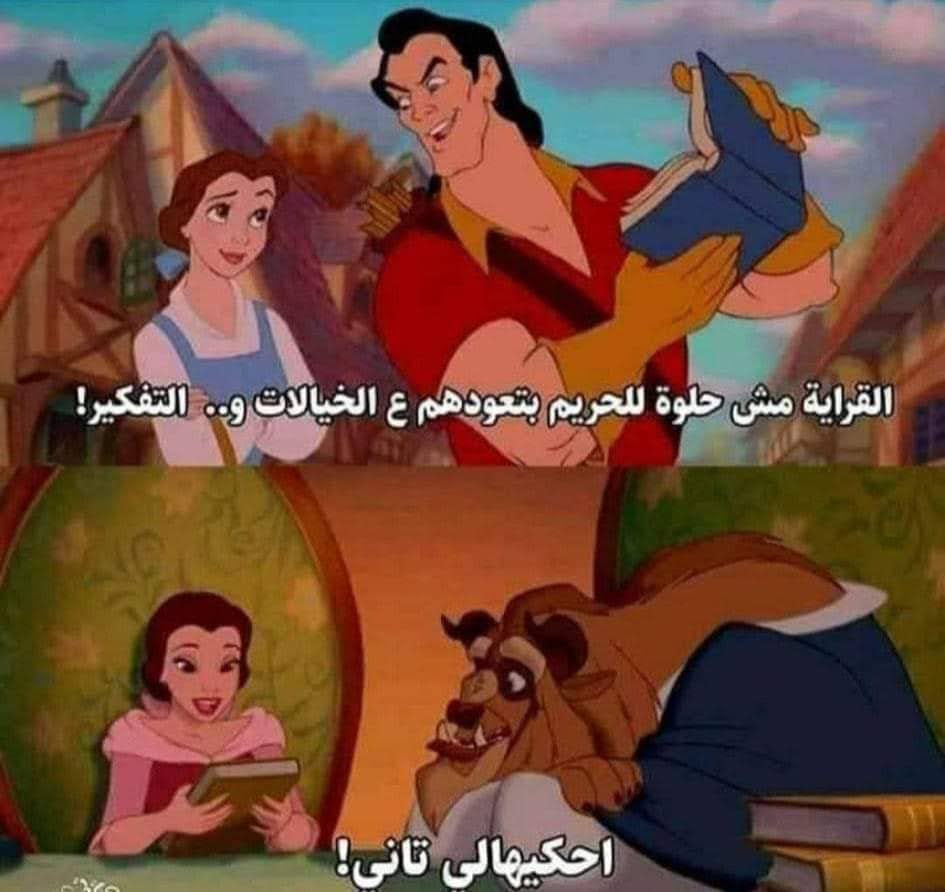 القراية مش حلوة للحريم بتعودهم ع الخيالات و.. التفكير!
احكيهالي تاني!